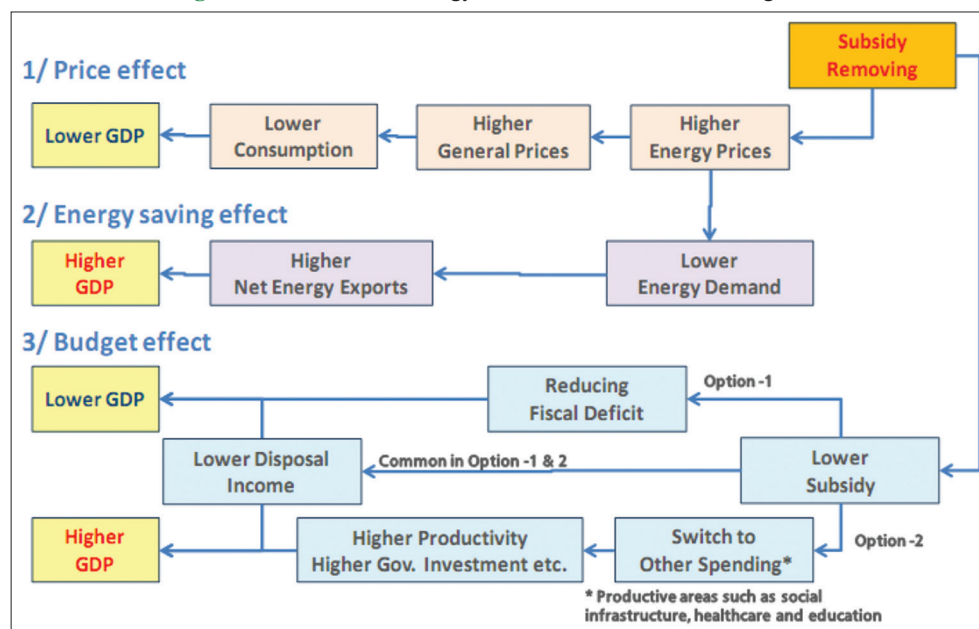 Subsidy
Removing
1/ Price effect
Lower GDP
Lower
Consumption
Higher
General Prices
Higher
Energy Prices
2/ Energy saving effect
Higher
GDP
Higher
Net Energy Exports
Lower
Energy Demand
3/ Budget effect
Lower GDP
Reducing
Fiscal Deficit
Option -1
Lower Disposal
Income
Common in Option -1 & 2
Lower
Subsidy
Higher
GDP
Higher Productivity
Higher Gov. Investment etc.
Switch to
Other Spending*
Option -2
* Productive areas such as social
infrastructure, healthcare and education